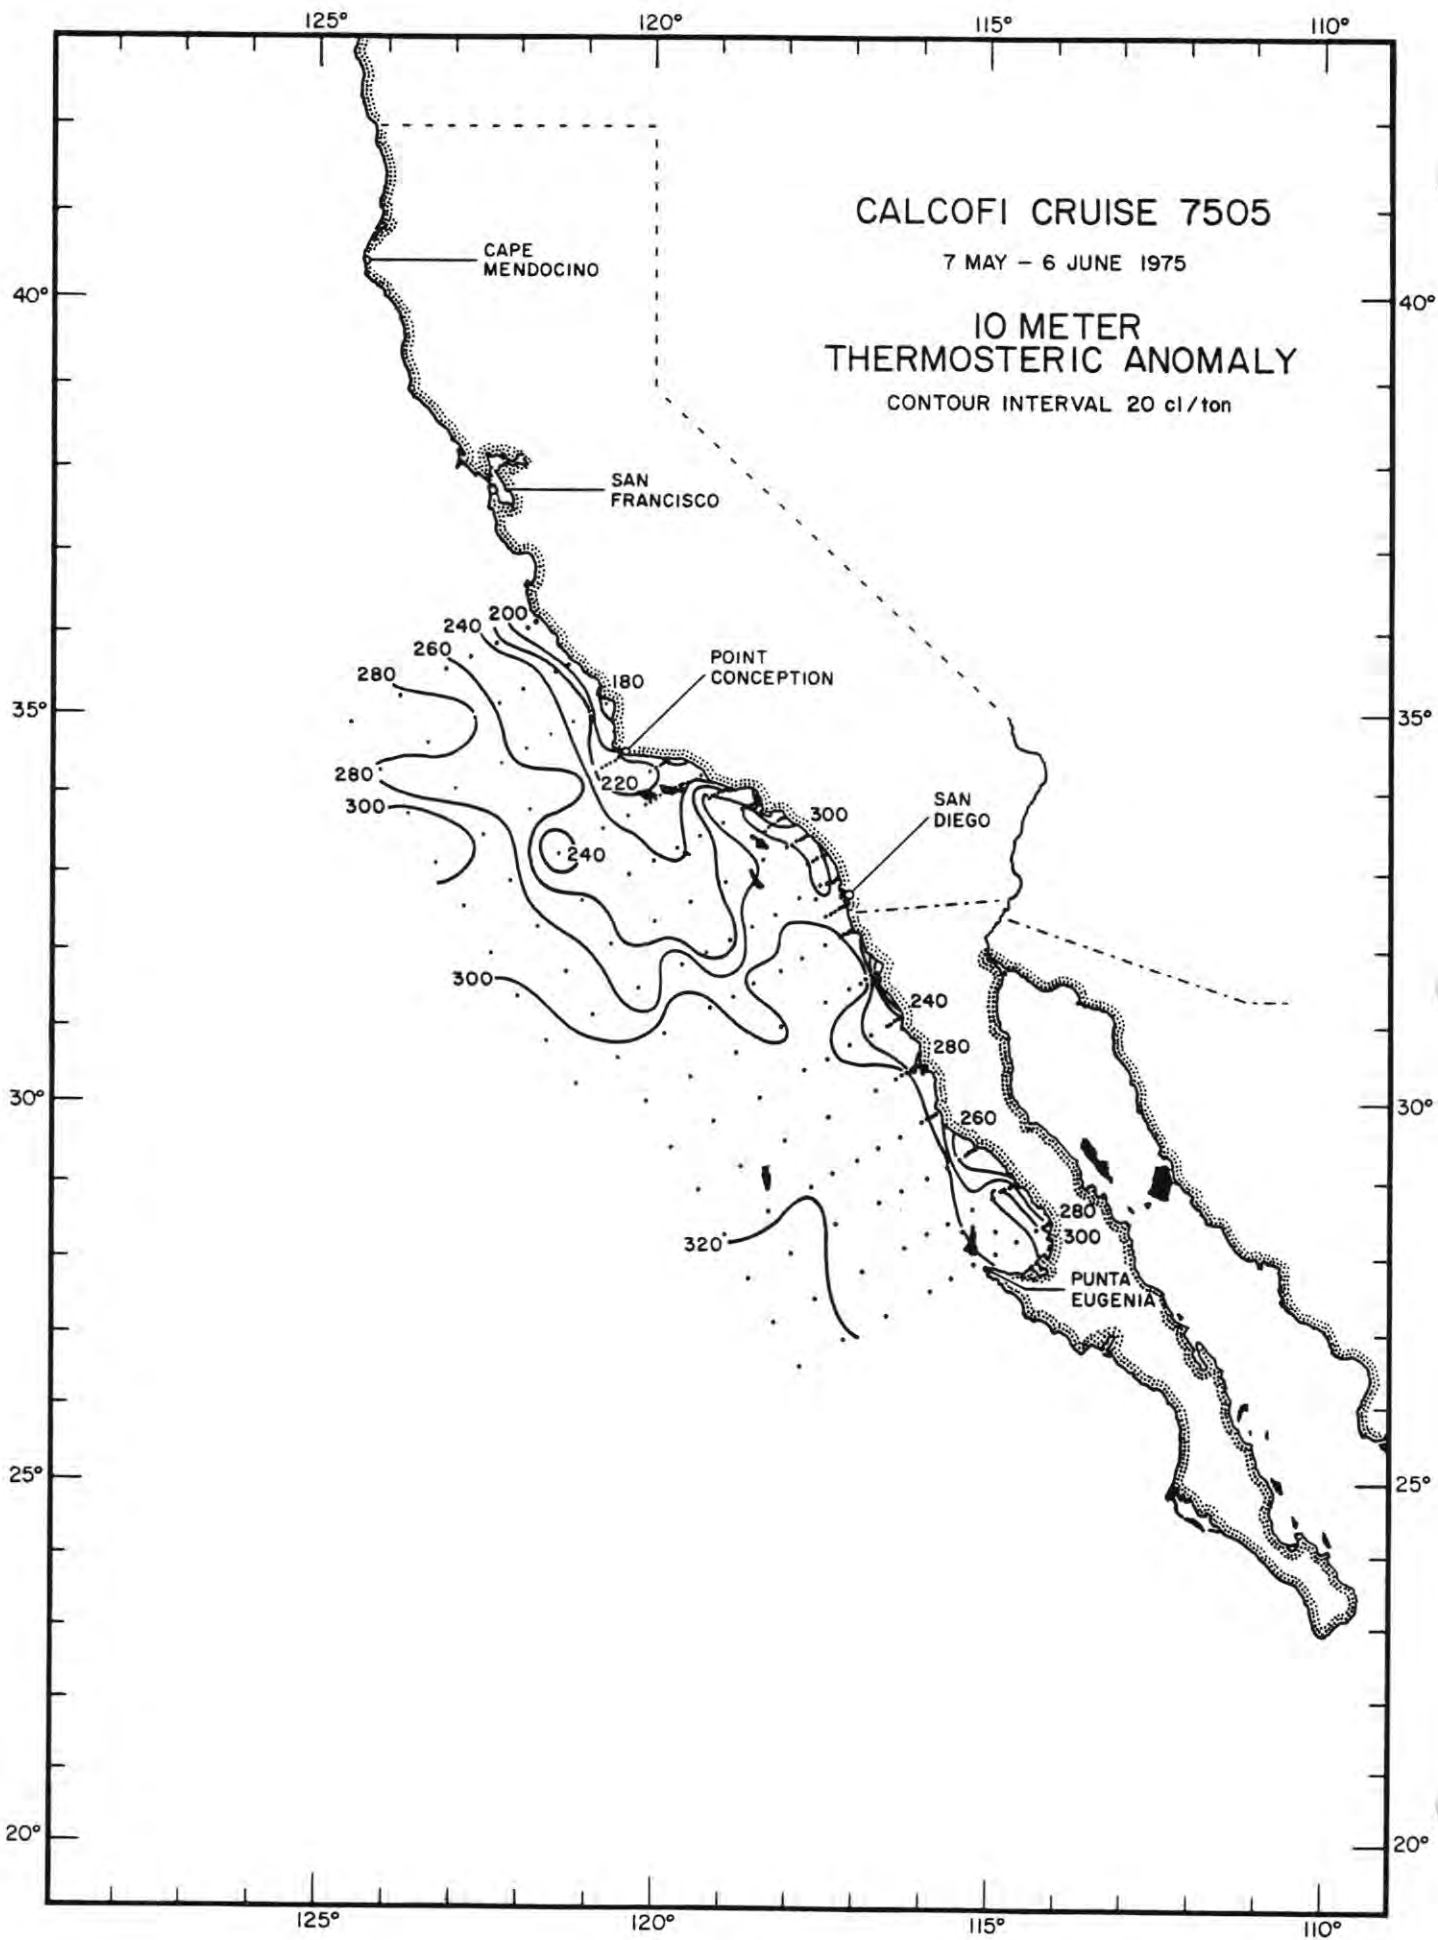 125° 120° 115° 110°
CALCOFI CRUISE 7505
7 MAY – 6 JUNE 1975
10 METER
THERMOSTERIC ANOMALY
CONTOUR INTERVAL 20 cl/ton
CAPE
MENDOCINO
40° 40°
SAN
FRANCISCO
200
240
260
280
POINT
CONCEPTION
180
35° 35°
280
220
300
300
SAN
DIEGO
240
300
240
280
30° 30°
260
280
300
320
PUNTA
EUGENIA
25° 25°
20° 20°
125° 120° 115° 110°